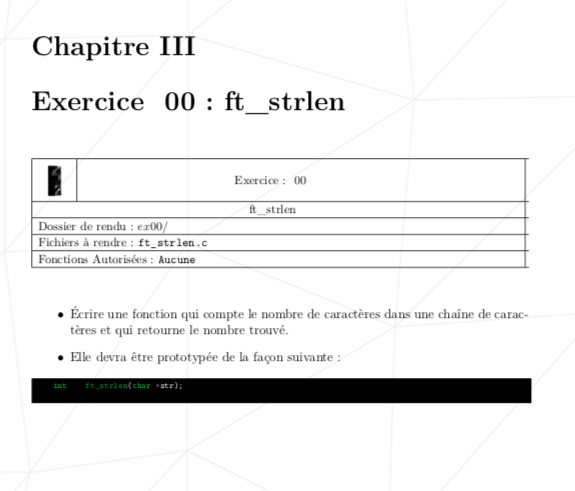 Chapitre III
Exercice 00 : ft_strlen
Exercice : 00
ft_strlen
Dossier de rendu : ex00/
Fichiers à rendre : ft_strlen.c
Fonctions Autorisées : Aucune
• Écrire une fonction qui compte le nombre de caractères dans une chaîne de carac-
tères et qui retourne le nombre trouvé.
• Elle devra être prototypée de la façon suivante :
int ft_strlen(char *str);